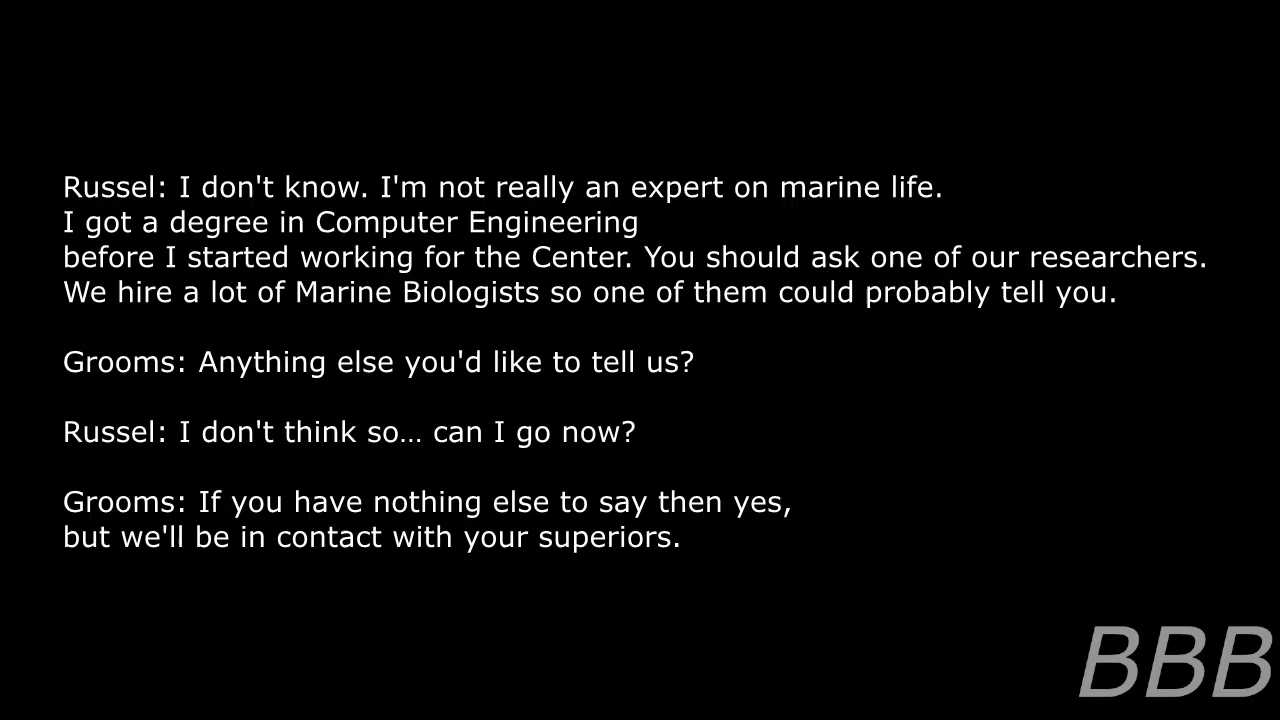 Russel: I don't know. I'm not really an expert on marine life.
I got a degree in Computer Engineering
before I started working for the Center. You should ask one of our researchers.
We hire a lot of Marine Biologists so one of them could probably tell you.
Grooms: Anything else you'd like to tell us?
Russel: I don't think so… can I go now?
Grooms: If you have nothing else to say then yes,
but we'll be in contact with your superiors.
BBB